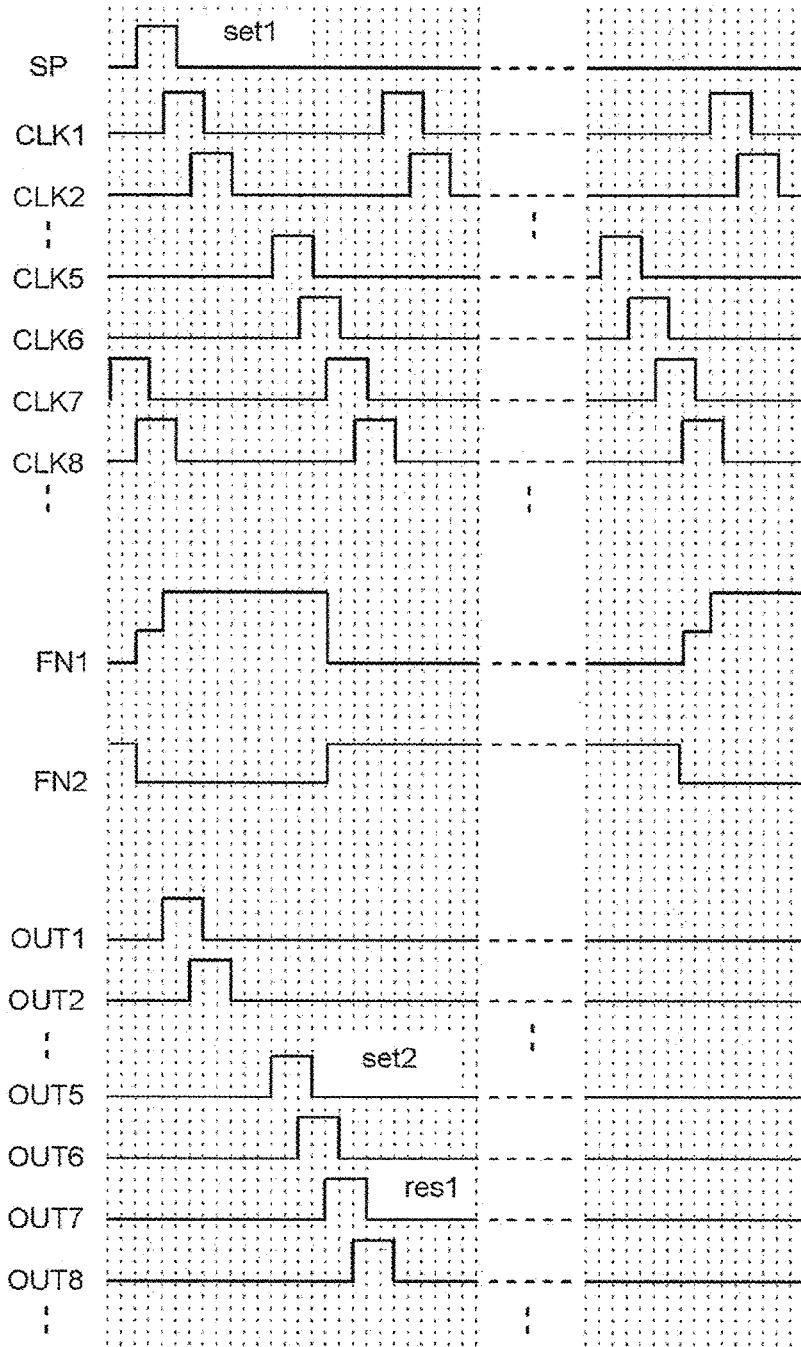 set1
SP
CLK1
CLK2
CLK5
CLK6
CLK7
CLK8
FN1
FN2
OUT1
OUT2
set2
OUT5
OUT6
res1
OUT7
OUT8